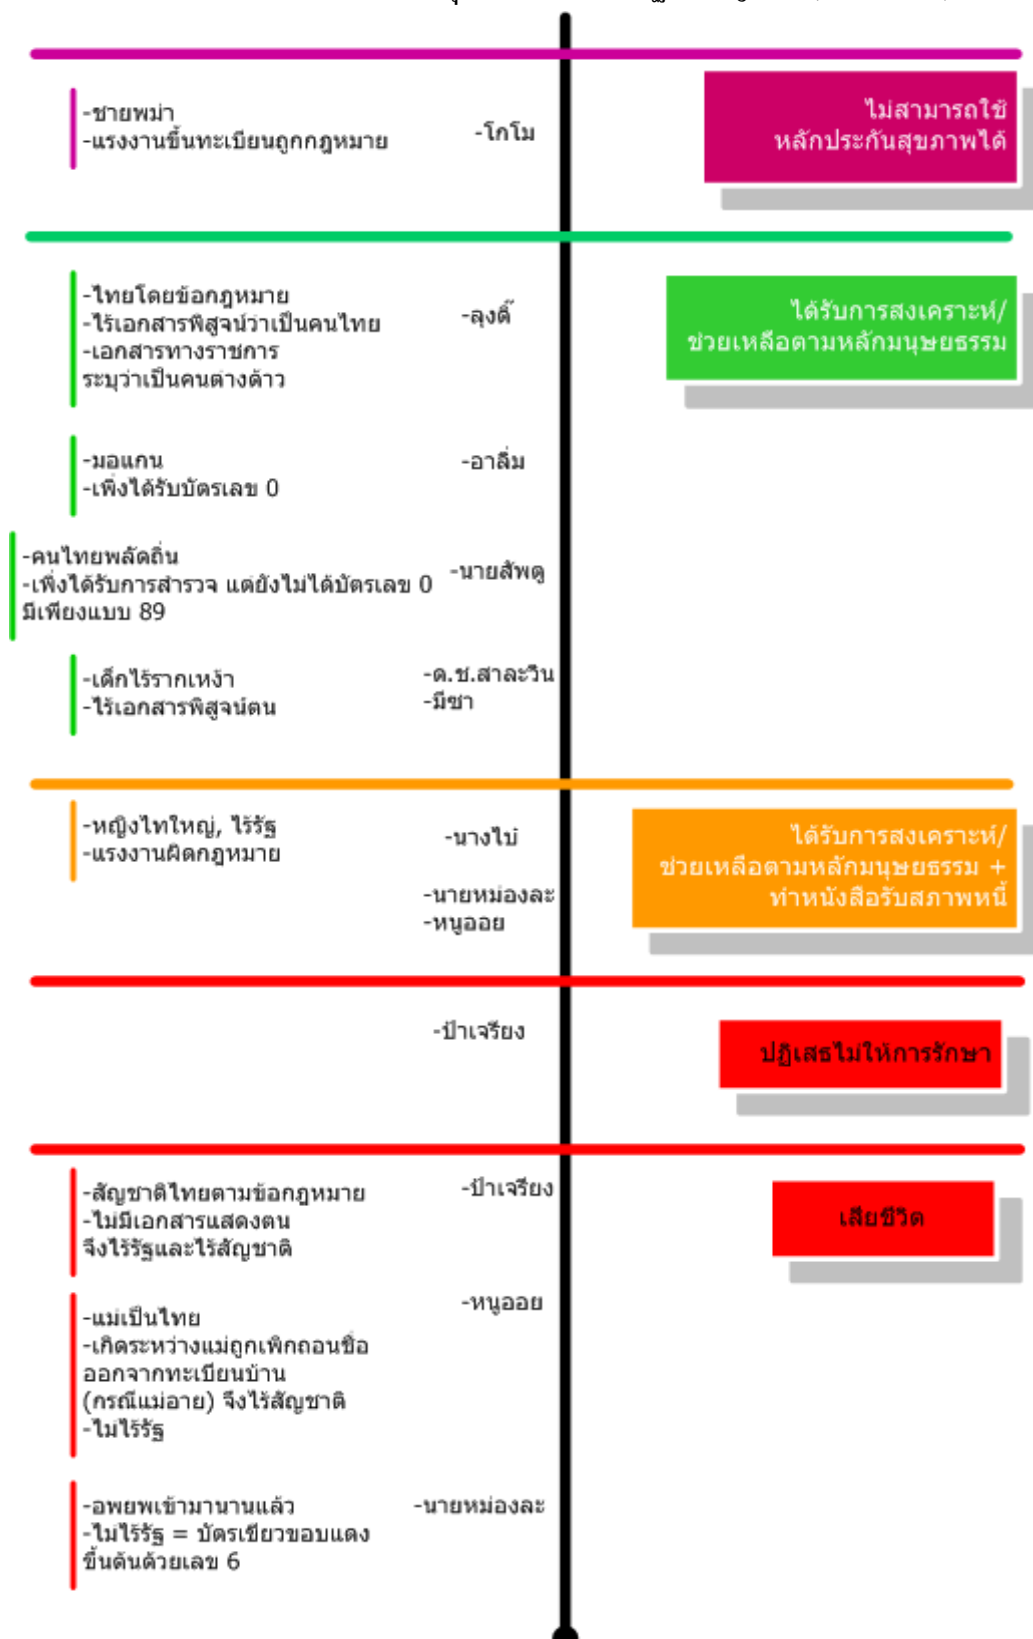 -ชายพม่า
-แรงงานขึ้นทะเบียนถูกกฎหมาย
-โกโม
ไม่สามารถใช้
หลักประกันสุขภาพได้
-ไทยโดยข้อกฎหมาย
-ไร้เอกสารพิสูจน์ว่าเป็นคนไทย
-เอกสารทางราชการ
ระบุว่าเป็นคนต่างด้าว
-ลุงติ๊
ได้รับการสงเคราะห์/
ช่วยเหลือตามหลักมนุษยธรรม
-มอแกน
-เพิ่งได้รับบัตรเลข 0
-อาลิ่ม
-คนไทยพลัดถิ่น
-เพิ่งได้รับการสำรวจ แต่ยังไม่ได้บัตรเลข 0
มีเพียงแบบ 89
-นายสัพดู
-เด็กไร้รากเหง้า
-ไร้เอกสารพิสูจน์ตน
-ด.ช.สาละวิน
-มีชา
-หญิงไทใหญ่, ไร้รัฐ
-แรงงานผิดกฎหมาย
-นางไบ่
-นายหม่องละ
-หนูออย
ได้รับการสงเคราะห์/
ช่วยเหลือตามหลักมนุษยธรรม +
ทำหนังสือรับสภาพหนี้
-ป้าเจรียง
ปฏิเสธไม่ให้การรักษา
-สัญชาติไทยตามข้อกฎหมาย
-ไม่มีเอกสารแสดงตน
จึงไร้รัฐและไร้สัญชาติ
-ป้าเจรียง
เสียชีวิต
-แม่เป็นไทย
-เกิดระหว่างแม่ถูกเพิกถอนชื่อ
ออกจากทะเบียนบ้าน
(กรณีแม่อาย) จึงไร้สัญชาติ
-ไม่ไร้รัฐ
-หนูออย
-อพยพเข้ามานานแล้ว
-ไม่ไร้รัฐ = บัตรเขียวขอบแดง
ขึ้นต้นด้วยเลข 6
-นายหม่องละ